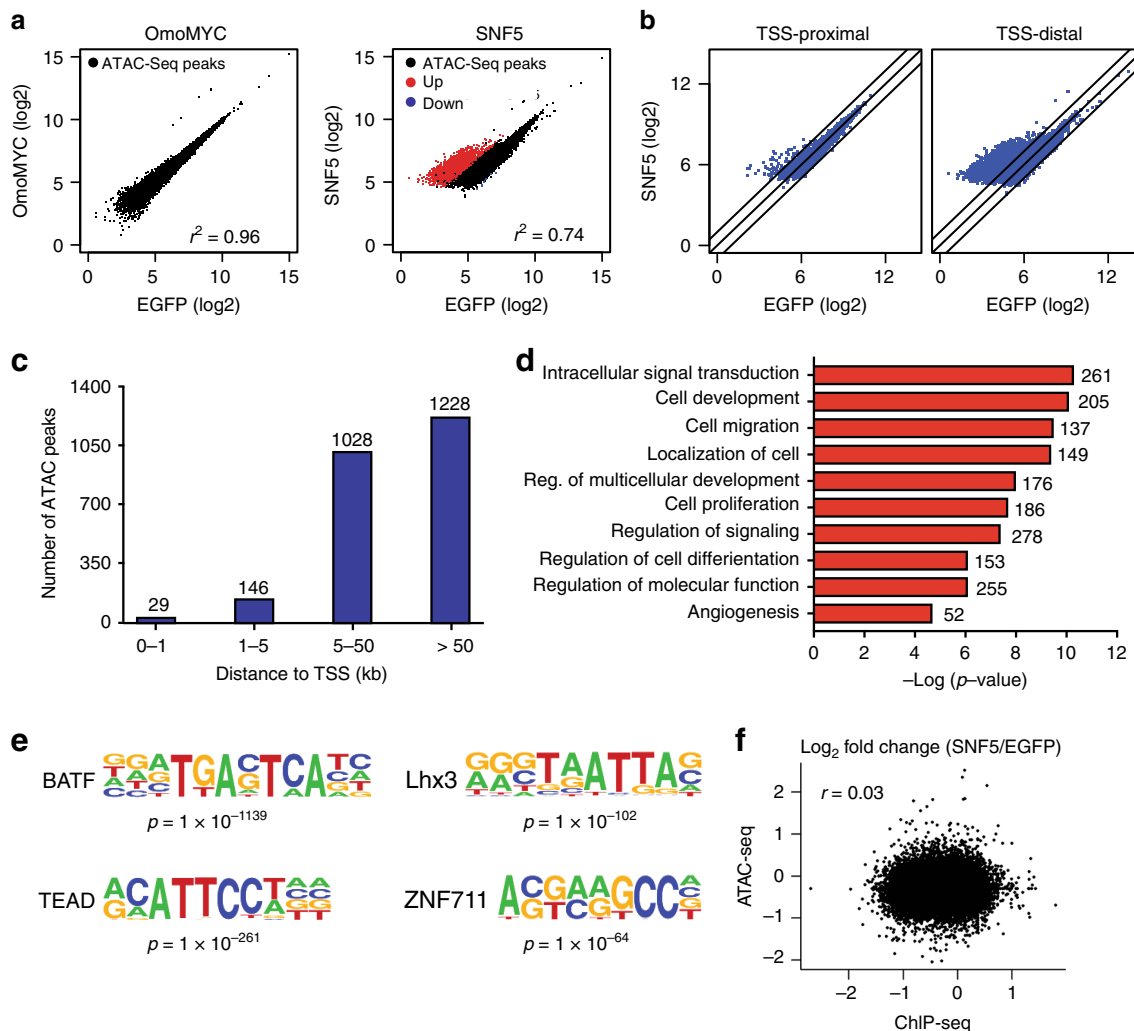 a
OmoMYC
ATAC-Seq peaks
OmoMYC (log2)
15
10
5
0
r² = 0.96
0 5 10 15
EGFP (log2)
SNF5
ATAC-Seq peaks
Up
Down
SNF5 (log2)
15
10
5
0
r² = 0.74
0 5 10 15
EGFP (log2)
b
TSS-proximal
TSS-distal
SNF5 (log2)
12
6
0
0 6 12
EGFP (log2)
12
6
0
0 6 12
EGFP (log2)
c
Number of ATAC peaks
1400
1050
700
350
0
29
146
1028
1228
0–1 1–5 5–50 > 50
Distance to TSS (kb)
d
Intracellular signal transduction 261
Cell development 205
Cell migration 137
Localization of cell 149
Reg. of multicellular development 176
Cell proliferation 186
Regulation of signaling 278
Regulation of cell differientation 153
Regulation of molecular function 255
Angiogenesis 52
0 2 4 6 8 10 12
–Log (p–value)
e
BATF
p = 1 × 10⁻¹¹³⁹
Lhx3
p = 1 × 10⁻¹⁰²
TEAD
p = 1 × 10⁻²⁶¹
ZNF711
p = 1 × 10⁻⁶⁴
f
Log₂ fold change (SNF5/EGFP)
r = 0.03
ATAC-seq
2
1
0
–1
–2
–2 –1 0 1
ChIP-seq